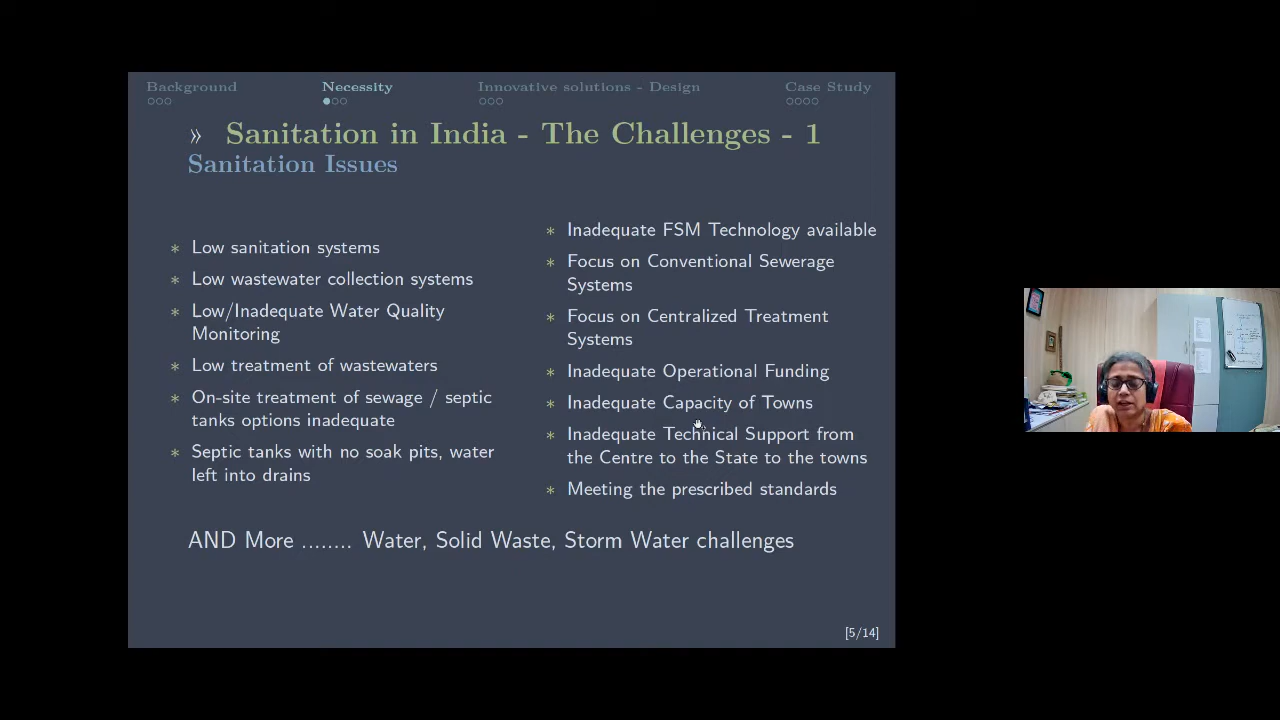 Background Necessity Innovative solutions - Design Case Study
» Sanitation in India - The Challenges - 1
Sanitation Issues
* Low sanitation systems
* Low wastewater collection systems
* Low/Inadequate Water Quality
Monitoring
* Low treatment of wastewaters
* On-site treatment of sewage / septic
tanks options inadequate
* Septic tanks with no soak pits, water
left into drains
* Inadequate FSM Technology available
* Focus on Conventional Sewerage
Systems
* Focus on Centralized Treatment
Systems
* Inadequate Operational Funding
* Inadequate Capacity of Towns
* Inadequate Technical Support from
the Centre to the State to the towns
* Meeting the prescribed standards
AND More ........ Water, Solid Waste, Storm Water challenges
[5/14]